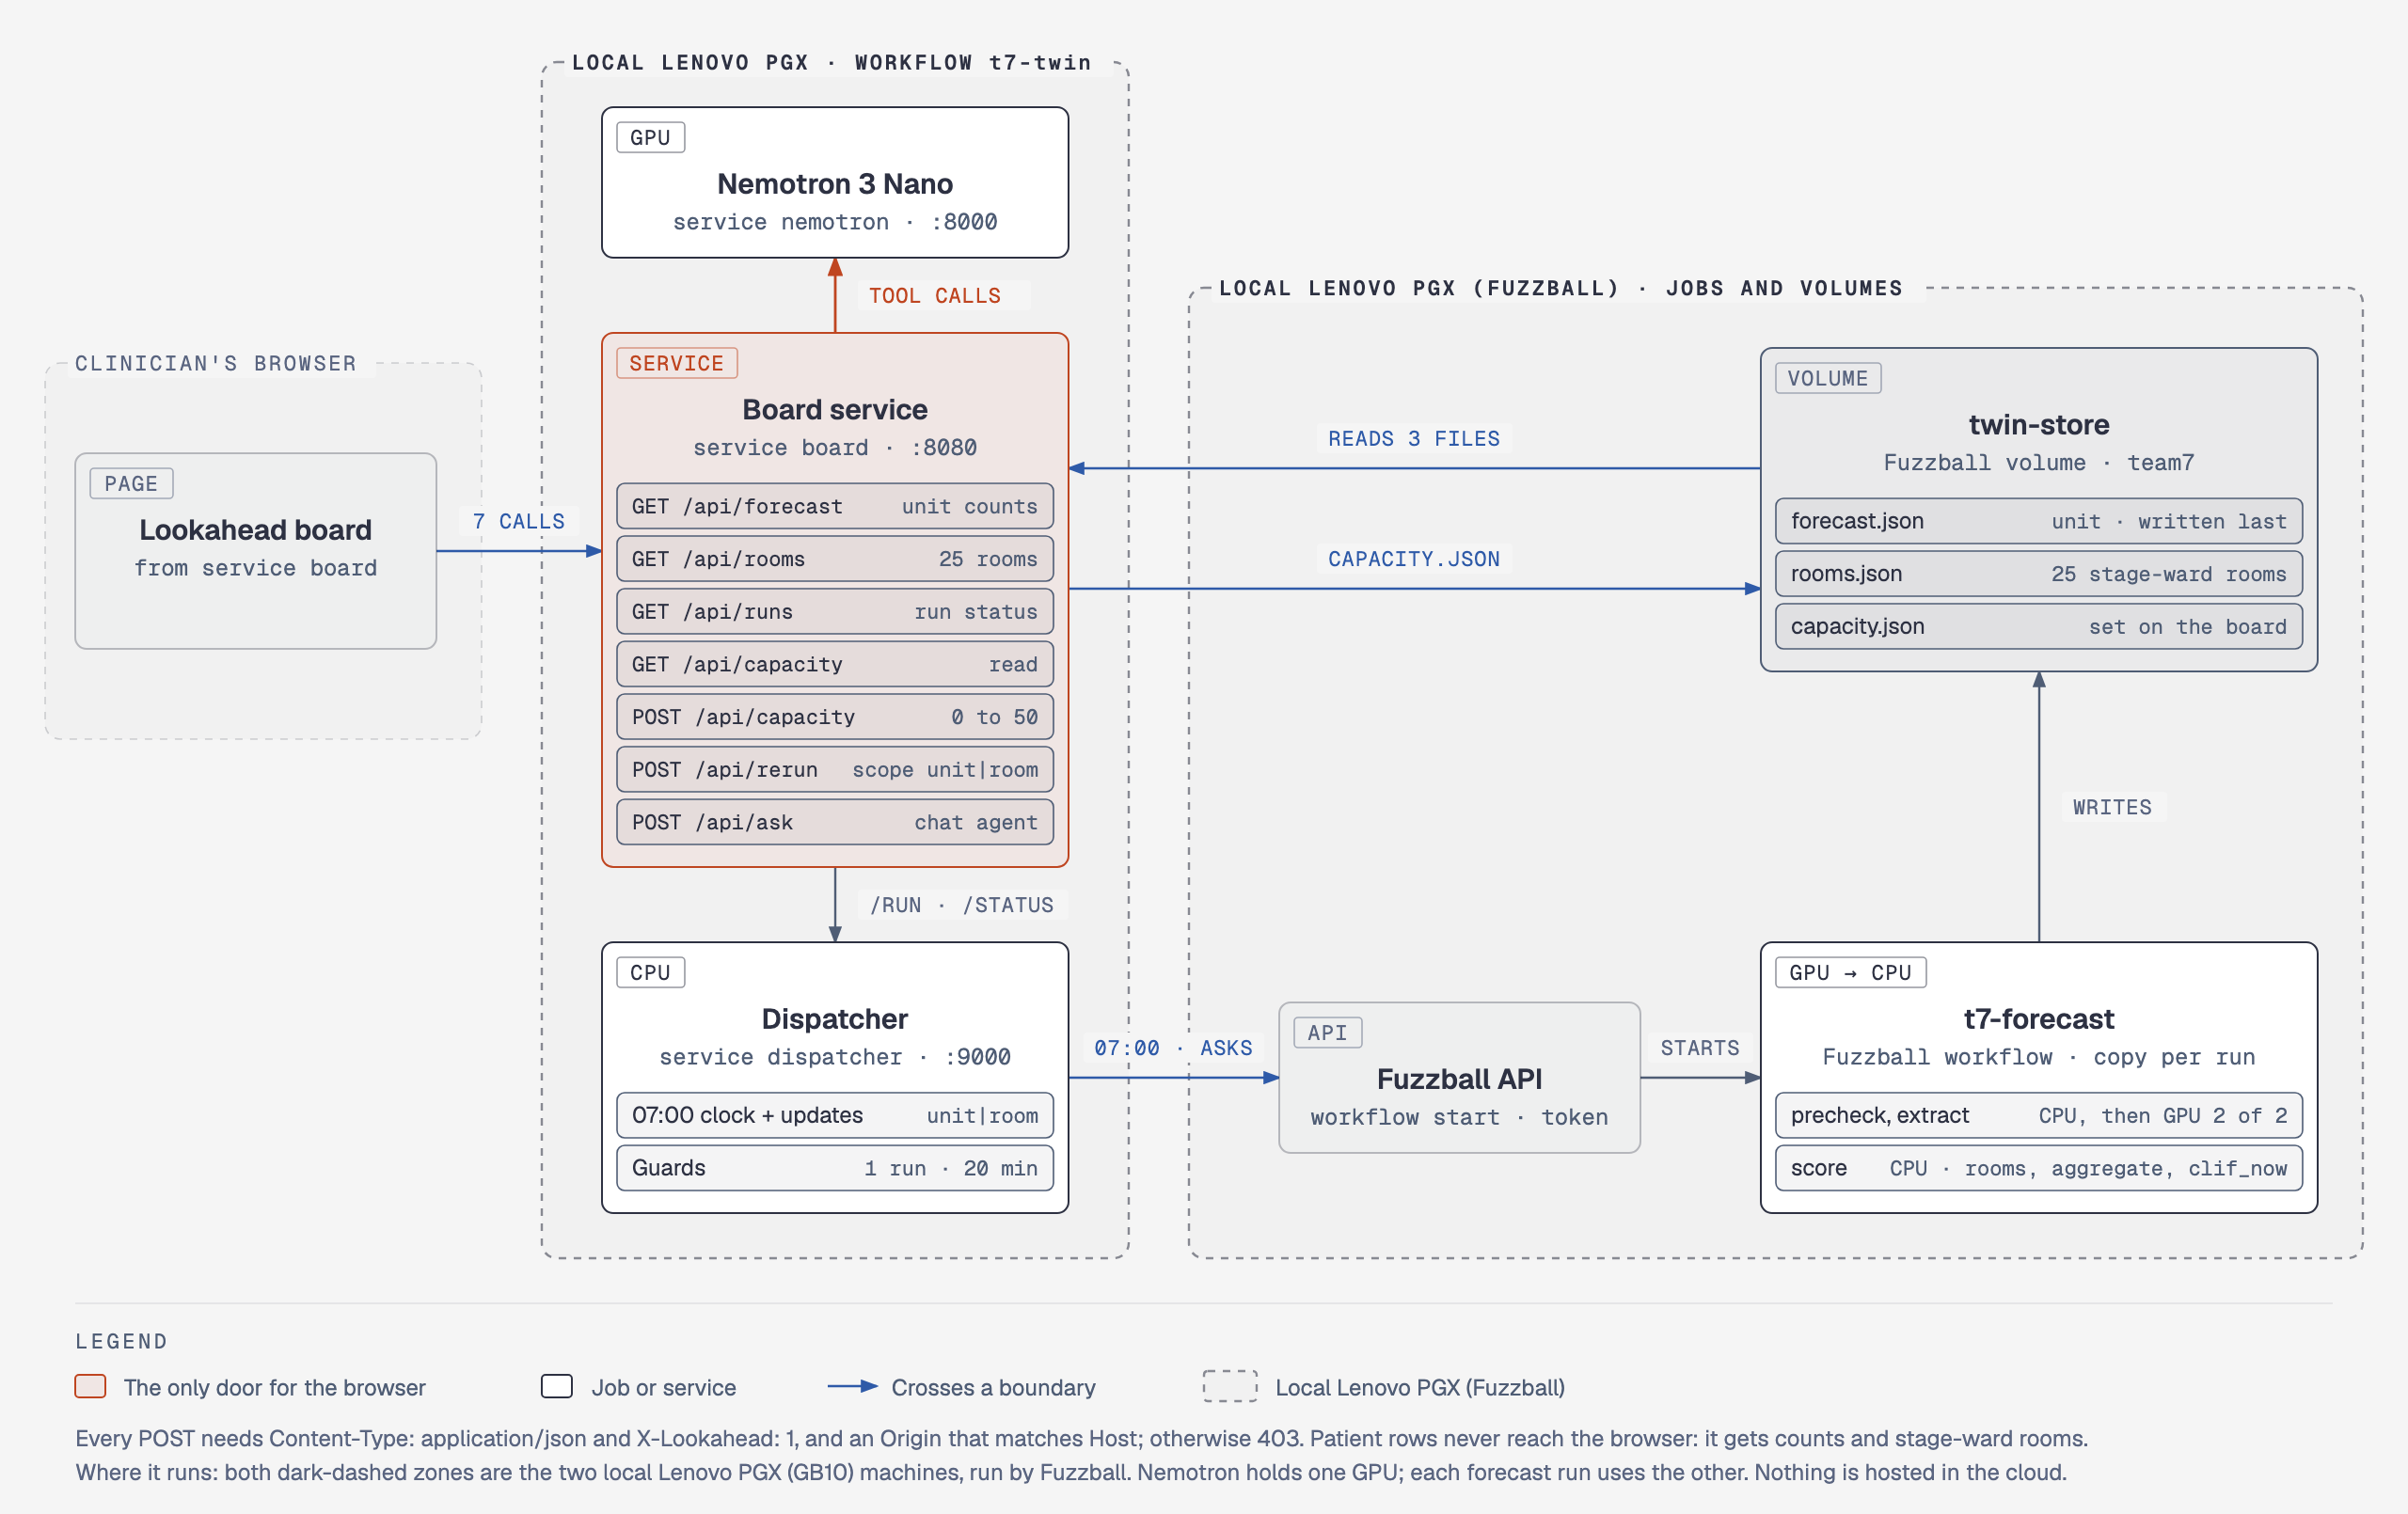 LOCAL LENOVO PGX · WORKFLOW t7-twin
GPU
Nemotron 3 Nano
service nemotron · :8000
TOOL CALLS
LOCAL LENOVO PGX (FUZZBALL) · JOBS AND VOLUMES
CLINICIAN'S BROWSER
PAGE
Lookahead board
from service board
7 CALLS
SERVICE
Board service
service board · :8080
GET /api/forecast unit counts
GET /api/rooms 25 rooms
GET /api/runs run status
GET /api/capacity read
POST /api/capacity 0 to 50
POST /api/rerun scope unit|room
POST /api/ask chat agent
READS 3 FILES
CAPACITY.JSON
VOLUME
twin-store
Fuzzball volume · team7
forecast.json unit · written last
rooms.json 25 stage-ward rooms
capacity.json set on the board
WRITES
/RUN · /STATUS
CPU
Dispatcher
service dispatcher · :9000
07:00 clock + updates unit|room
Guards 1 run · 20 min
07:00 · ASKS
API
Fuzzball API
workflow start · token
STARTS
GPU → CPU
t7-forecast
Fuzzball workflow · copy per run
precheck, extract CPU, then GPU 2 of 2
score CPU · rooms, aggregate, clif_now
LEGEND
The only door for the browser
Job or service
Crosses a boundary
Local Lenovo PGX (Fuzzball)
Every POST needs Content-Type: application/json and X-Lookahead: 1, and an Origin that matches Host; otherwise 403. Patient rows never reach the browser: it gets counts and stage-ward rooms.
Where it runs: both dark-dashed zones are the two local Lenovo PGX (GB10) machines, run by Fuzzball. Nemotron holds one GPU; each forecast run uses the other. Nothing is hosted in the cloud.